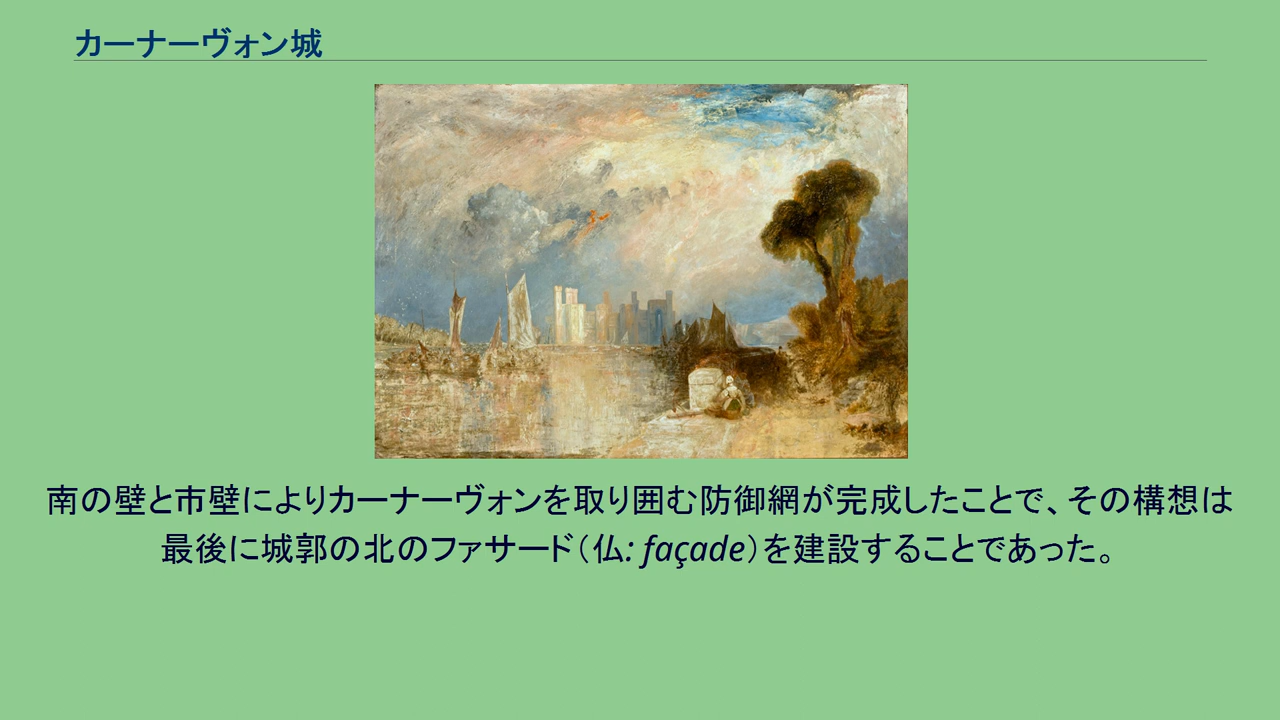 カーナーヴォン城
南の壁と市壁によりカーナーヴォンを取り囲む防御網が完成したことで、その構想は
最後に城郭の北のファサード（仏: façade）を建設することであった。